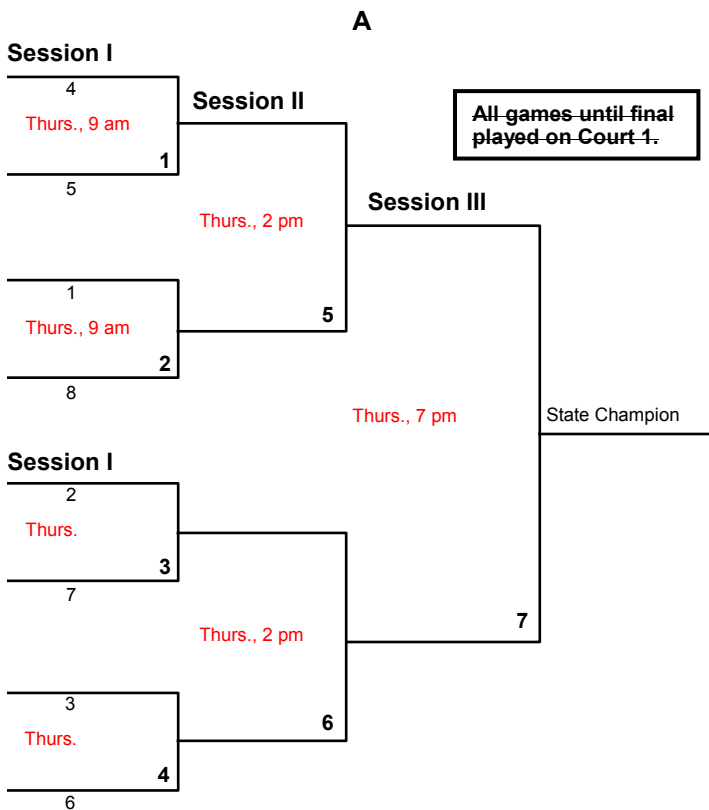 A
Session I
4
Thurs., 9 am
1
5
Session II
Thurs., 2 pm
5
1
Thurs., 9 am
2
8
All games until final
played on Court 1.
Session III
Thurs., 7 pm
7
State Champion
Session I
2
Thurs.
3
7
Thurs., 2 pm
6
3
Thurs.
4
6